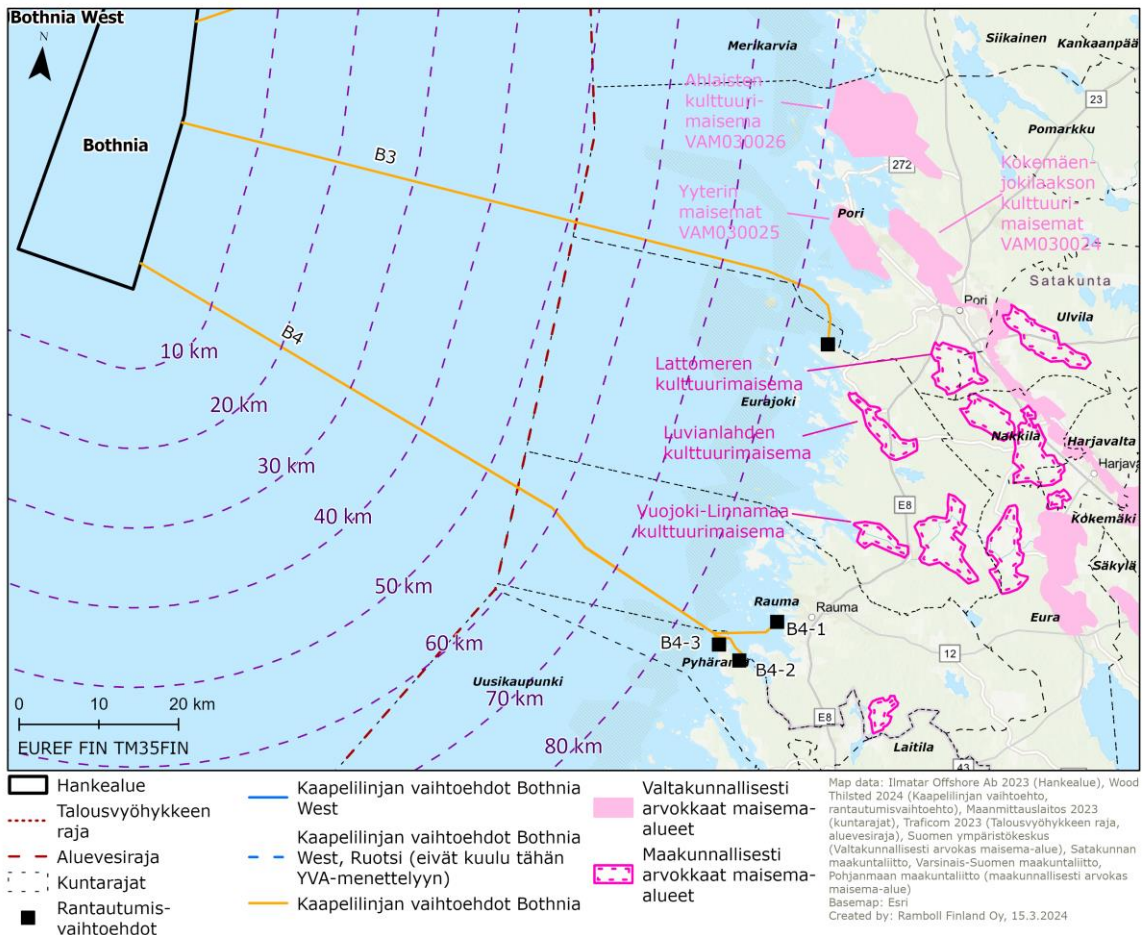 Bothnia West
N
Bothnia
B3
B4
10 km
20 km
30 km
40 km
50 km
60 km
70 km
80 km
Merikarvia
Siikainen
Kankaanpää
23
Pomarkku
Ahlaisten
kulttuuri-
maisema
VAM030026
272
Kokemäen-
jokilaakson
kulttuuri-
maisemat
VAM030024
Yyterin
maisemat
VAM030025
Pori
Satakunta
Pori
Ulvila
Lattomeren
kulttuurimaisema
Eurajoki
Luvianlahden
kulttuurimaisema
Nakkila
Harjavalta
Harjava
Vuojoki-Linnamaa
kulttuurimaisema
E8
Kokemäki
Säkylä
Rauma
Rauma
B4-1
Eura
B4-3
Pyhäranta
B4-2
12
Uusikaupunki
E8
Laitila
43
0 20 km
EUREF FIN TM35FIN
Hankealue
Talousvyöhykkeen
raja
Aluevesiraja
Kuntarajat
Rantautumis-
vaihtoehdot
Kaapelilinjan vaihtoehdot Bothnia
West
Kaapelilinjan vaihtoehdot Bothnia
West, Ruotsi (eivät kuulu tähän
YVA-menettelyyn)
Kaapelilinjan vaihtoehdot Bothnia
Valtakunnallisesti
arvokkaat maisema-
alueet
Maakunnallisesti
arvokkaat maisema-
alueet
Map data: Ilmatar Offshore Ab 2023 (Hankealue), Wood
Thilsted 2024 (Kaapelilinjan vaihtoehto,
rantautumisvaihtoehto), Maanmittauslaitos 2023
(kuntarajat), Traficom 2023 (Talousvyöhykkeen raja,
aluevesiraja), Suomen ympäristökeskus
(Valtakunnallisesti arvokas maisema-alue), Satakunnan
maakuntaliitto, Varsinais-Suomen maakuntaliitto,
Pohjanmaan maakuntaliitto (maakunnallisesti arvokas
maisema-alue)
Basemap: Esri
Created by: Ramboll Finland Oy, 15.3.2024